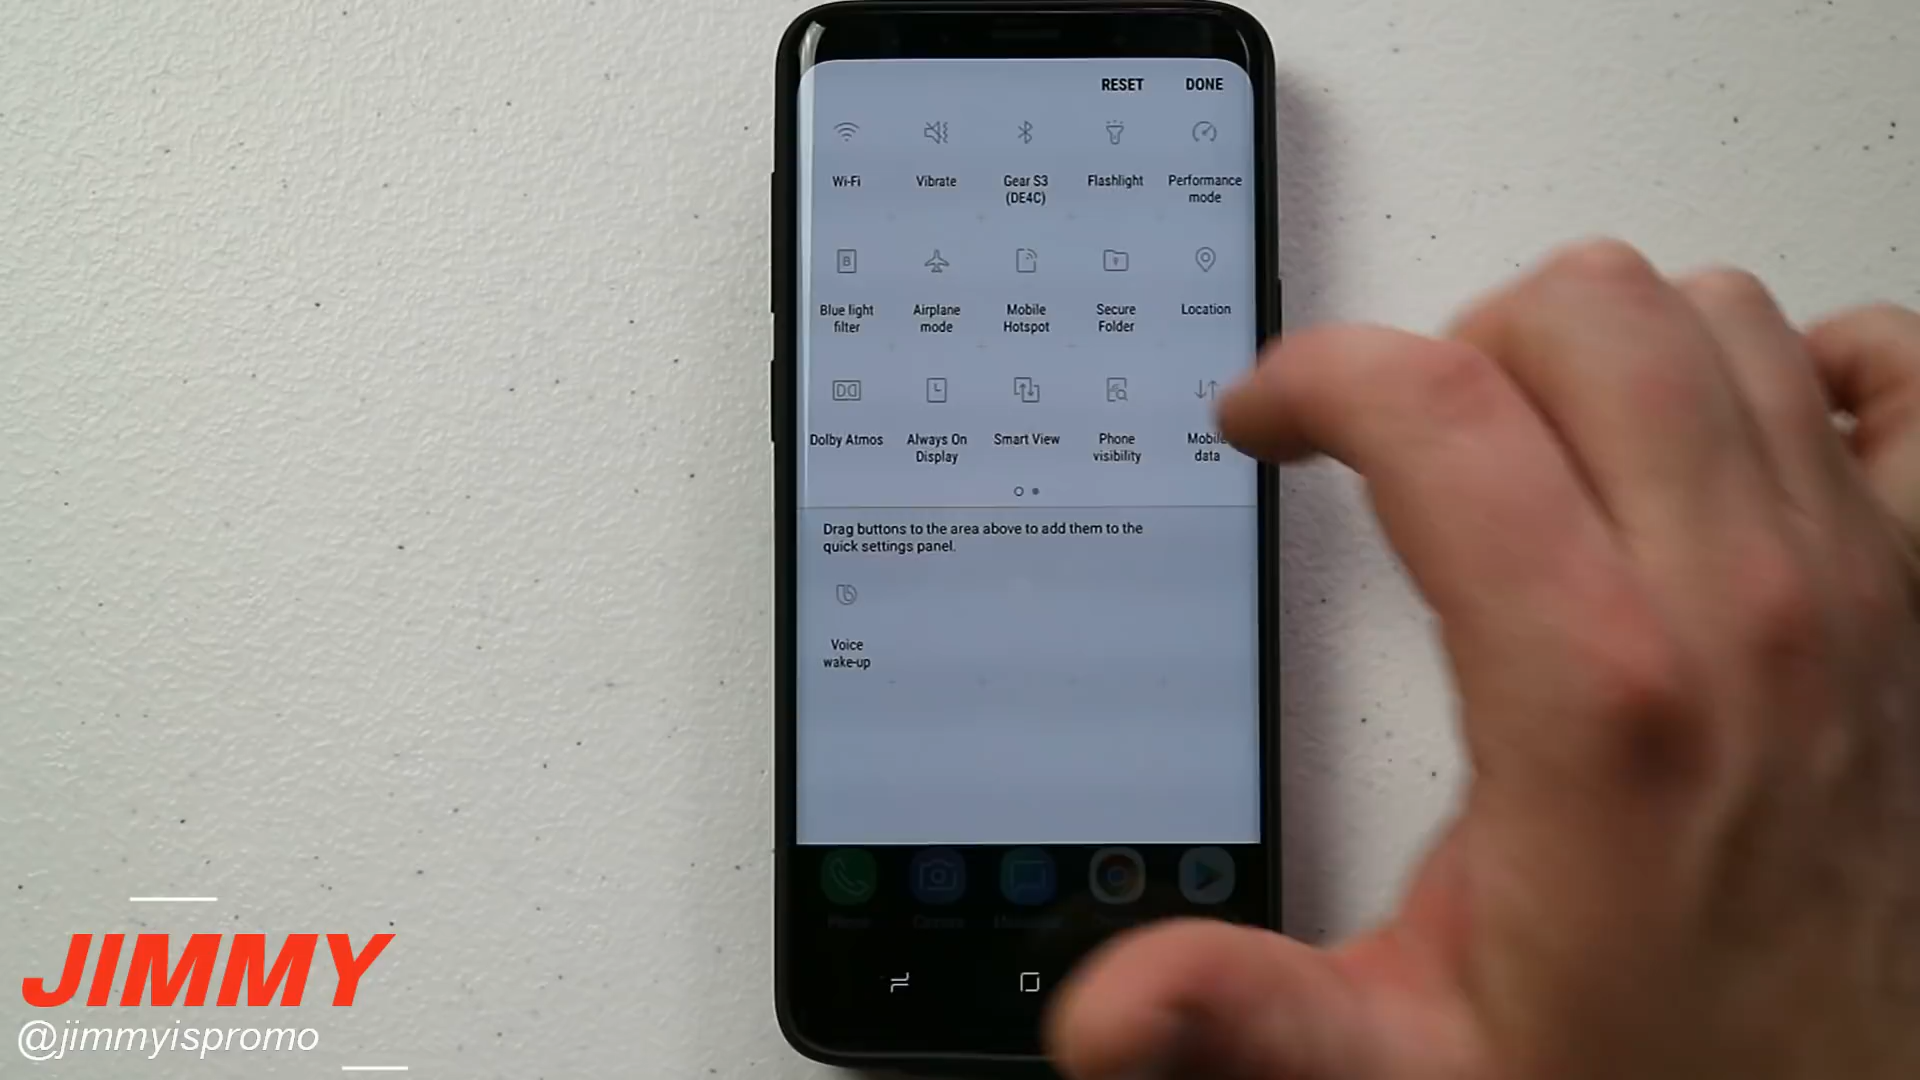 RESET DONE
Wi-Fi Vibrate Gear S3 Flashlight Performance
(DE4C) mode
Blue light Airplane Mobile Secure Location
filter mode Hotspot Folder
Dolby Atmos Always On Smart View Phone Mobile
Display visibility data
Drag buttons to the area above to add them to the
quick settings panel.
Voice
wake-up
JIMMY
@jimmyispromo